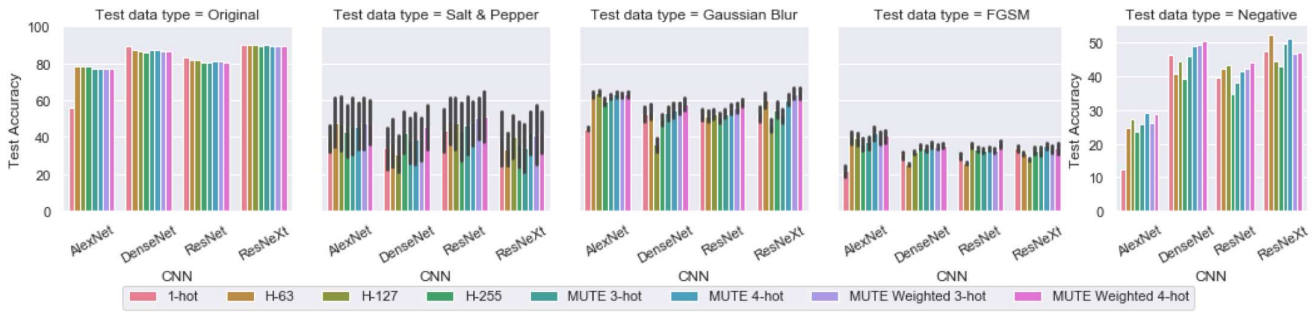 Test data type = Original
Test data type = Salt & Pepper
Test data type = Gaussian Blur
Test data type = FGSM
Test data type = Negative
Test Accuracy
100
80
60
40
20
0
AlexNet
DenseNet
ResNet
ResNeXt
CNN
AlexNet
DenseNet
ResNet
ResNeXt
CNN
AlexNet
DenseNet
ResNet
ResNeXt
CNN
AlexNet
DenseNet
ResNet
ResNeXt
CNN
Test Accuracy
50
40
30
20
10
0
AlexNet
DenseNet
ResNet
ResNeXt
CNN
1-hot H-63 H-127 H-255 MUTE 3-hot MUTE 4-hot MUTE Weighted 3-hot MUTE Weighted 4-hot